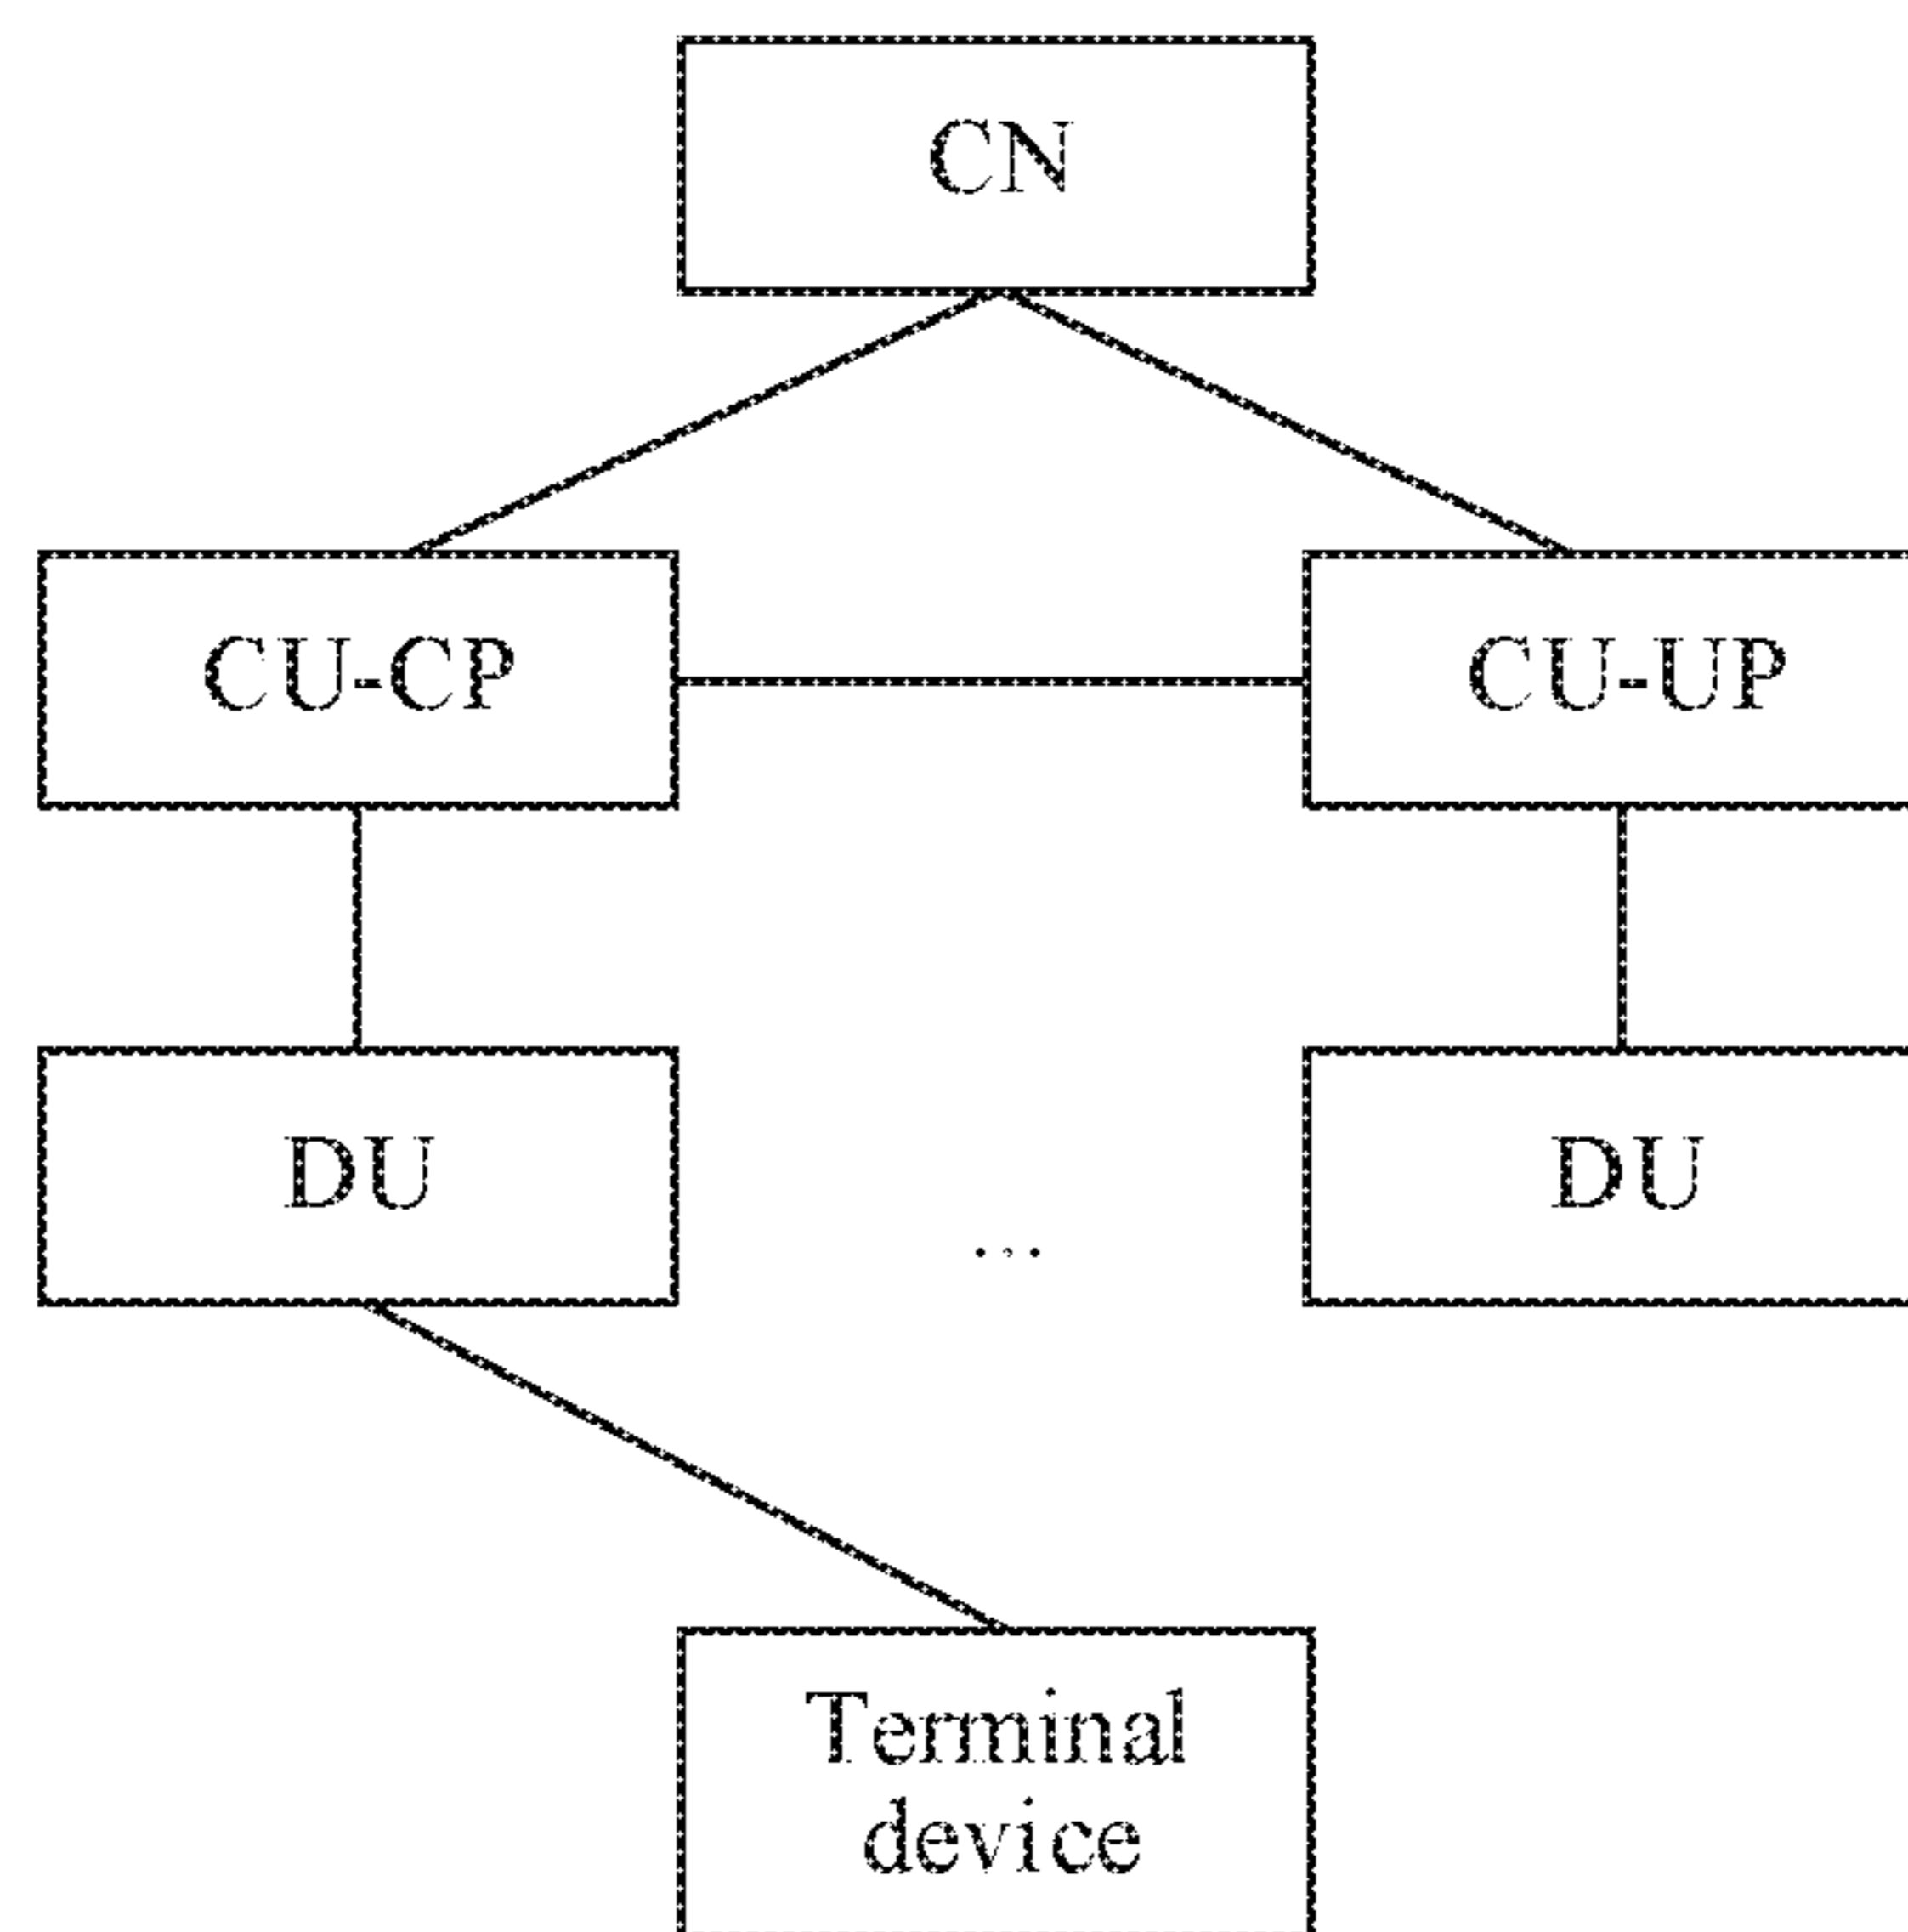 CN
CU-CP
CU-UP
DU
DU
...
Terminal
device